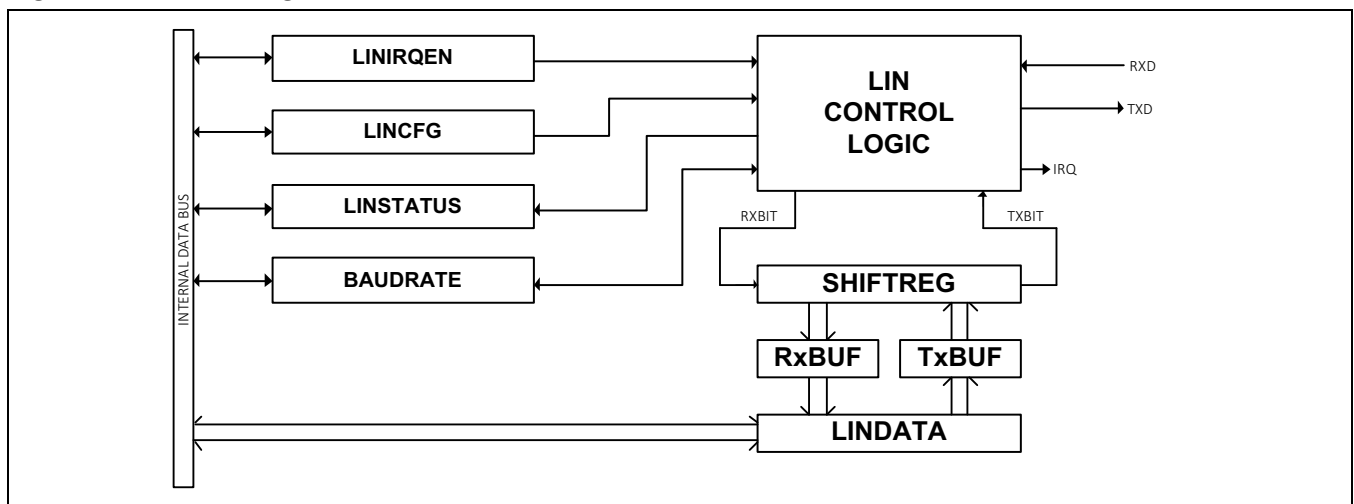 LINIRQEN
LINCFG
LINSTATUS
BAUDRATE
INTERNAL DATA BUS
LIN
CONTROL
LOGIC
RXD
TXD
IRQ
RXBIT
TXBIT
SHIFTREG
RxBUF
TxBUF
LINDATA